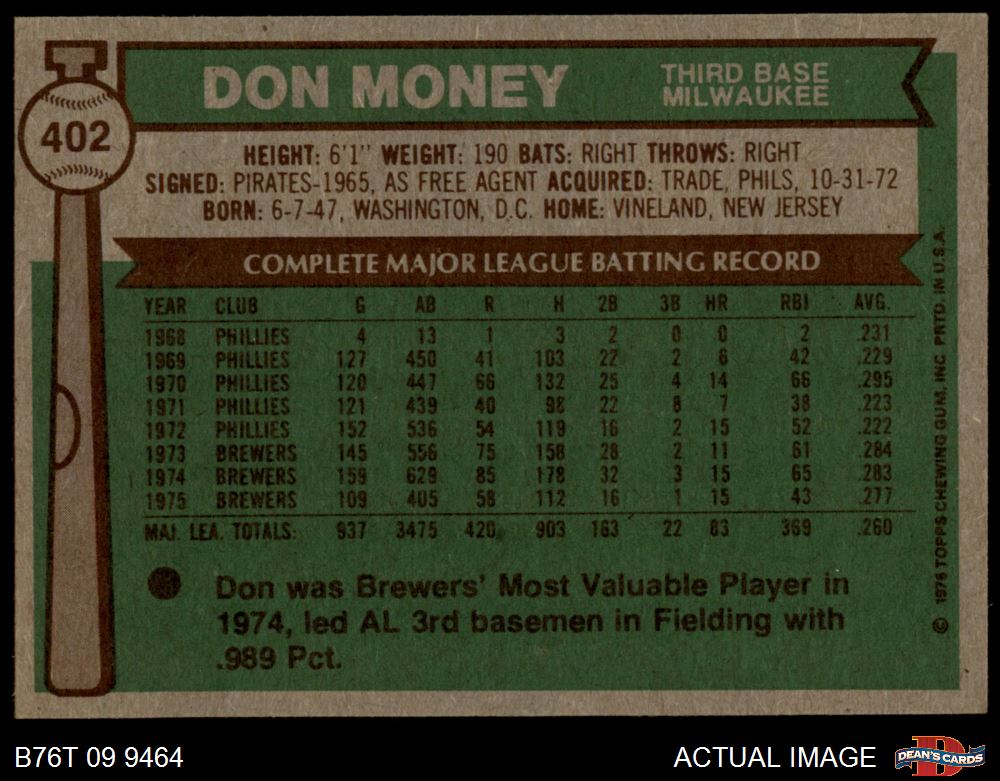 402
DON MONEY
THIRD BASE
MILWAUKEE
HEIGHT: 6'1" WEIGHT: 190 BATS: RIGHT THROWS: RIGHT
SIGNED: PIRATES-1965, AS FREE AGENT ACQUIRED: TRADE, PHILS, 10-31-72
BORN: 6-7-47, WASHINGTON, D.C. HOME: VINELAND, NEW JERSEY
COMPLETE MAJOR LEAGUE BATTING RECORD
YEAR CLUB G AB R H 2B 3B HR RBI AVG.
1968 PHILLIES 4 13 1 3 2 0 0 2 .231
1969 PHILLIES 127 450 41 103 22 2 6 42 .229
1970 PHILLIES 120 447 66 132 25 4 14 66 .295
1971 PHILLIES 121 439 40 98 22 8 7 38 .223
1972 PHILLIES 152 536 54 119 16 2 15 52 .222
1973 BREWERS 145 556 75 158 28 2 11 61 .284
1974 BREWERS 159 629 85 178 32 3 15 65 .283
1975 BREWERS 109 405 58 112 16 1 15 43 .277
MAJ. LEA. TOTALS: 937 3475 420 903 163 22 83 369 .260
Don was Brewers' Most Valuable Player in
1974, led AL 3rd basemen in Fielding with
.989 Pct.
© 1976 TOPPS CHEWING GUM, INC. PRTD. IN U.S.A.
B76T 09 9464
ACTUAL IMAGE
DEAN'S CARDS